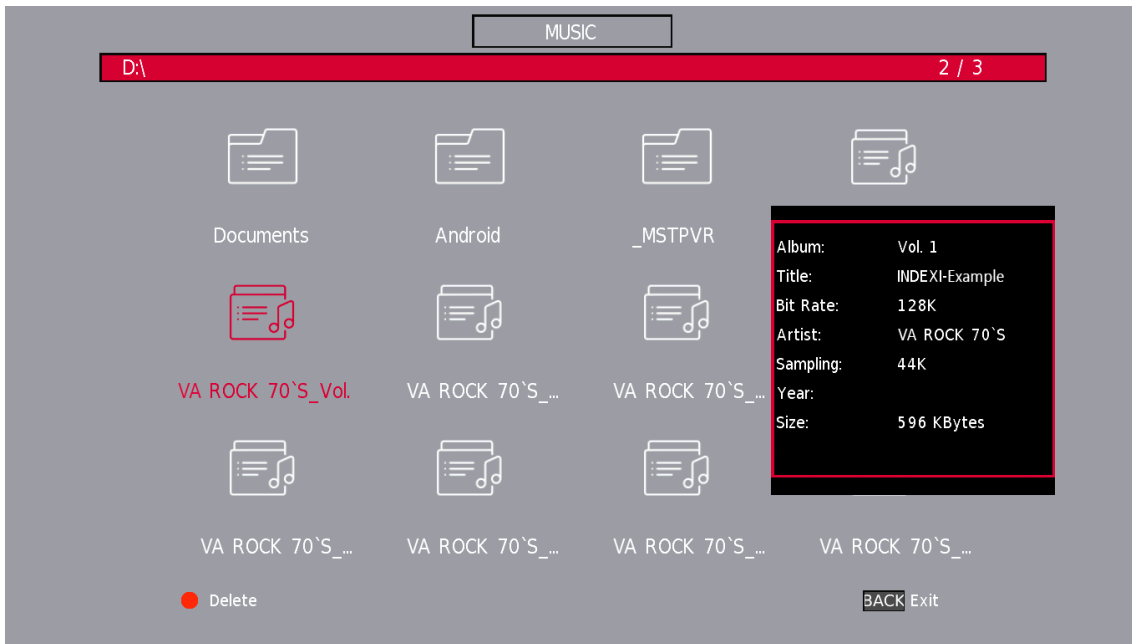 MUSIC
D:\ 2 / 3
Documents Android _MSTPVR
Album: Vol. 1
Title: INDEXI-Example
Bit Rate: 128K
Artist: VA ROCK 70`S
Sampling: 44K
Year:
Size: 596 KBytes
VA ROCK 70`S_Vol. VA ROCK 70`S_... VA ROCK 70`S_...
VA ROCK 70`S_... VA ROCK 70`S_... VA ROCK 70`S_... VA ROCK 70`S_...
Delete BACK Exit